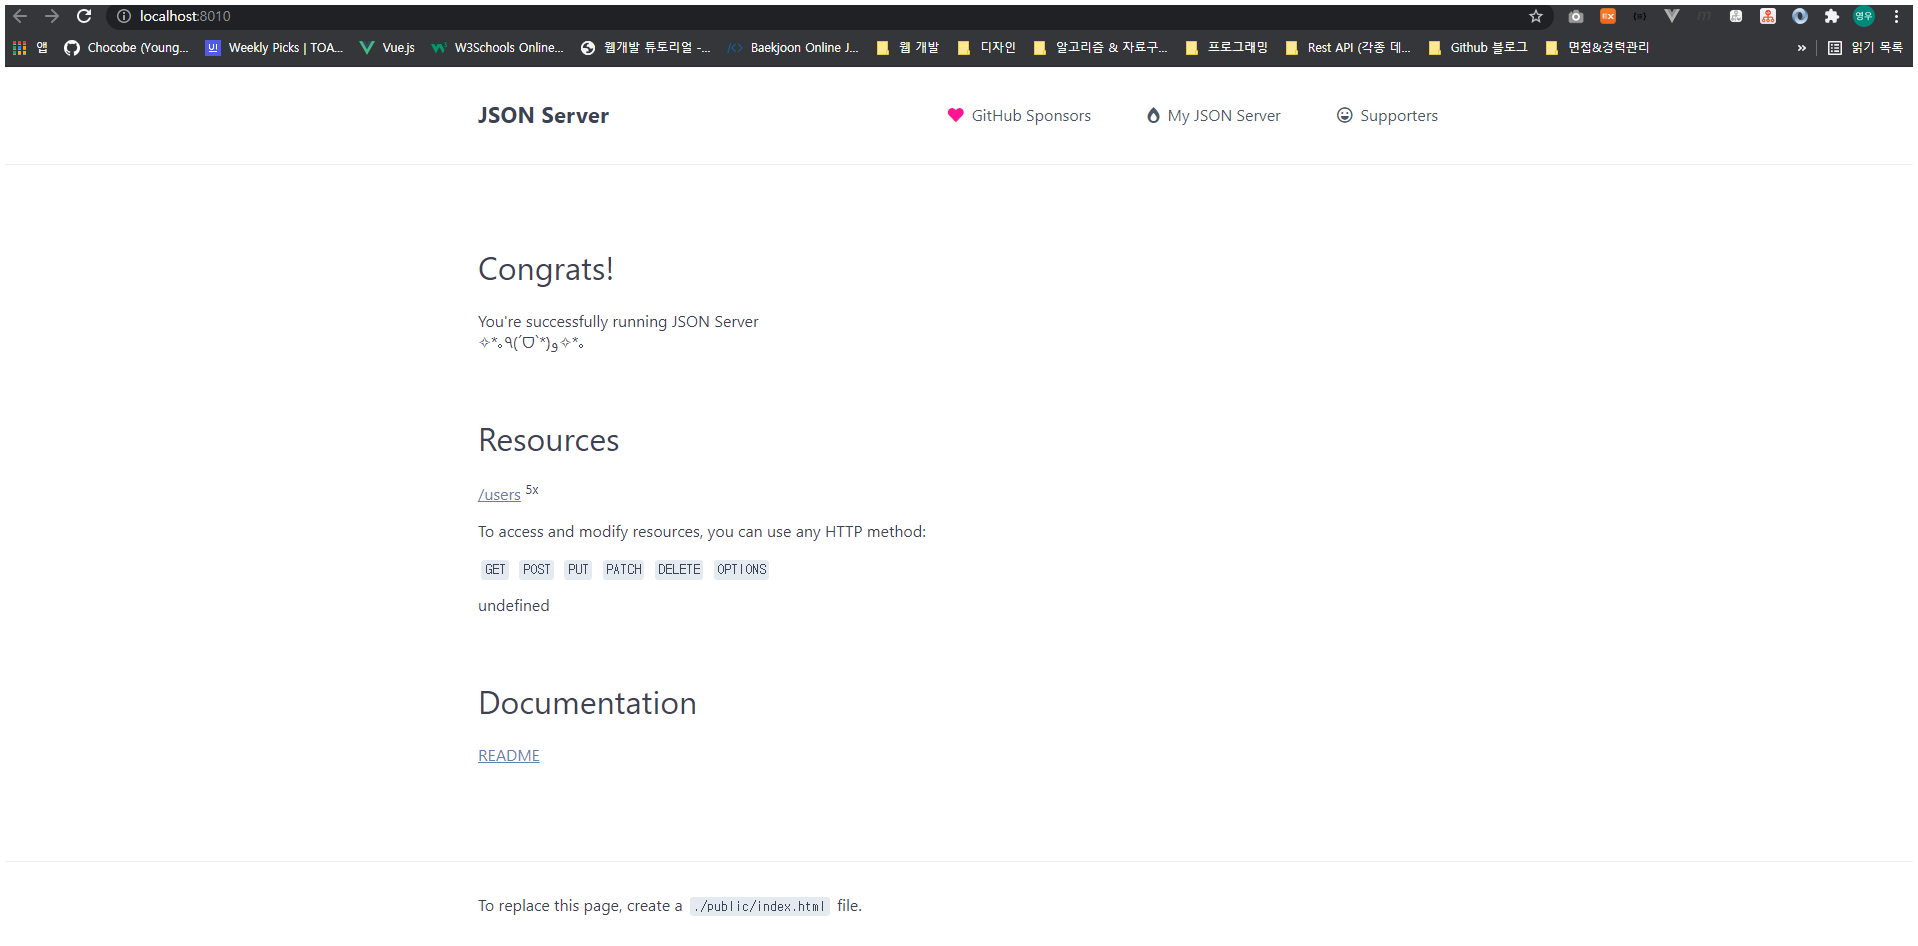 localhost:8010
앱 Chocobe (Young... Weekly Picks | TOA... Vue.js W3Schools Online... 웹개발 튜토리얼 -... Baekjoon Online J... 웹 개발 디자인 알고리즘 & 자료구... 프로그래밍 Rest API (각종 데... Github 블로그 면접&경력관리 » 읽기 목록
JSON Server GitHub Sponsors My JSON Server Supporters
Congrats!
You're successfully running JSON Server
✧*｡٩(ˊᗜˋ*)و✧*｡
Resources
/users 5x
To access and modify resources, you can use any HTTP method:
GET POST PUT PATCH DELETE OPTIONS
undefined
Documentation
README
To replace this page, create a ./public/index.html file.